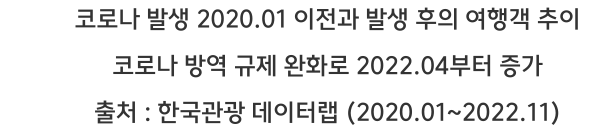 코로나 발생 2020.01 이전과 발생 후의 여행객 추이
코로나 방역 규제 완화로 2022.04부터 증가
출처 : 한국관광 데이터랩 (2020.01~2022.11)